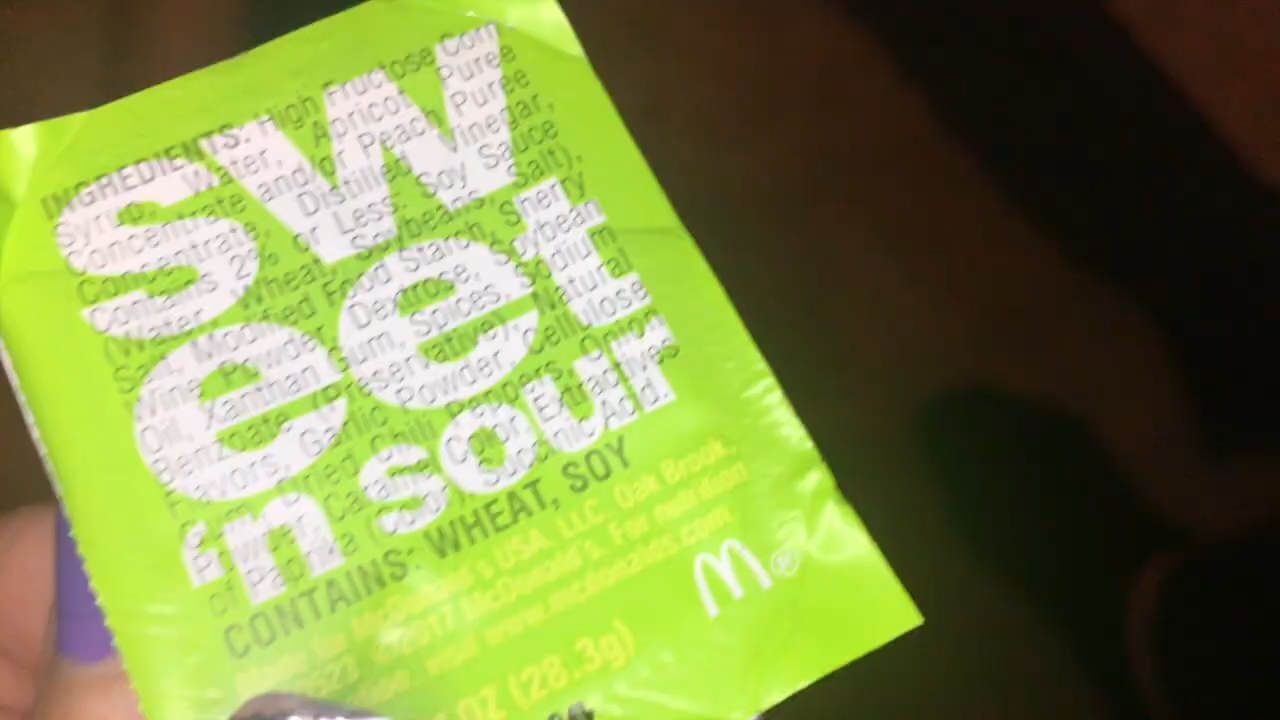 sweet
'n sour
INGREDIENTS: High Fructose Corn
Syrup, Water, Apricot Puree
Concentrate and/or Peach Puree
Concentrate, Distilled Vinegar,
Contains 2% or Less: Soy Sauce
(Water, Wheat, Soybeans, Salt),
Salt, Modified Food Starch, Sherry
Wine Powder, Dextrose, Soybean
Oil, Xanthan Gum, Spices, Sodium
Benzoate (Preservative), Natural
Flavors, Garlic Powder, Cellulose
Gum, Dried Chili Peppers, Onion
Powder, Caramel Color, Extractives
of Paprika (Color), Succinic Acid.
CONTAINS: WHEAT, SOY
McDonald's USA, LLC, Oak Brook,
©2017 McDonald's. For nutrition
visit www.mcdonalds.com
OZ (28.3g)
M®